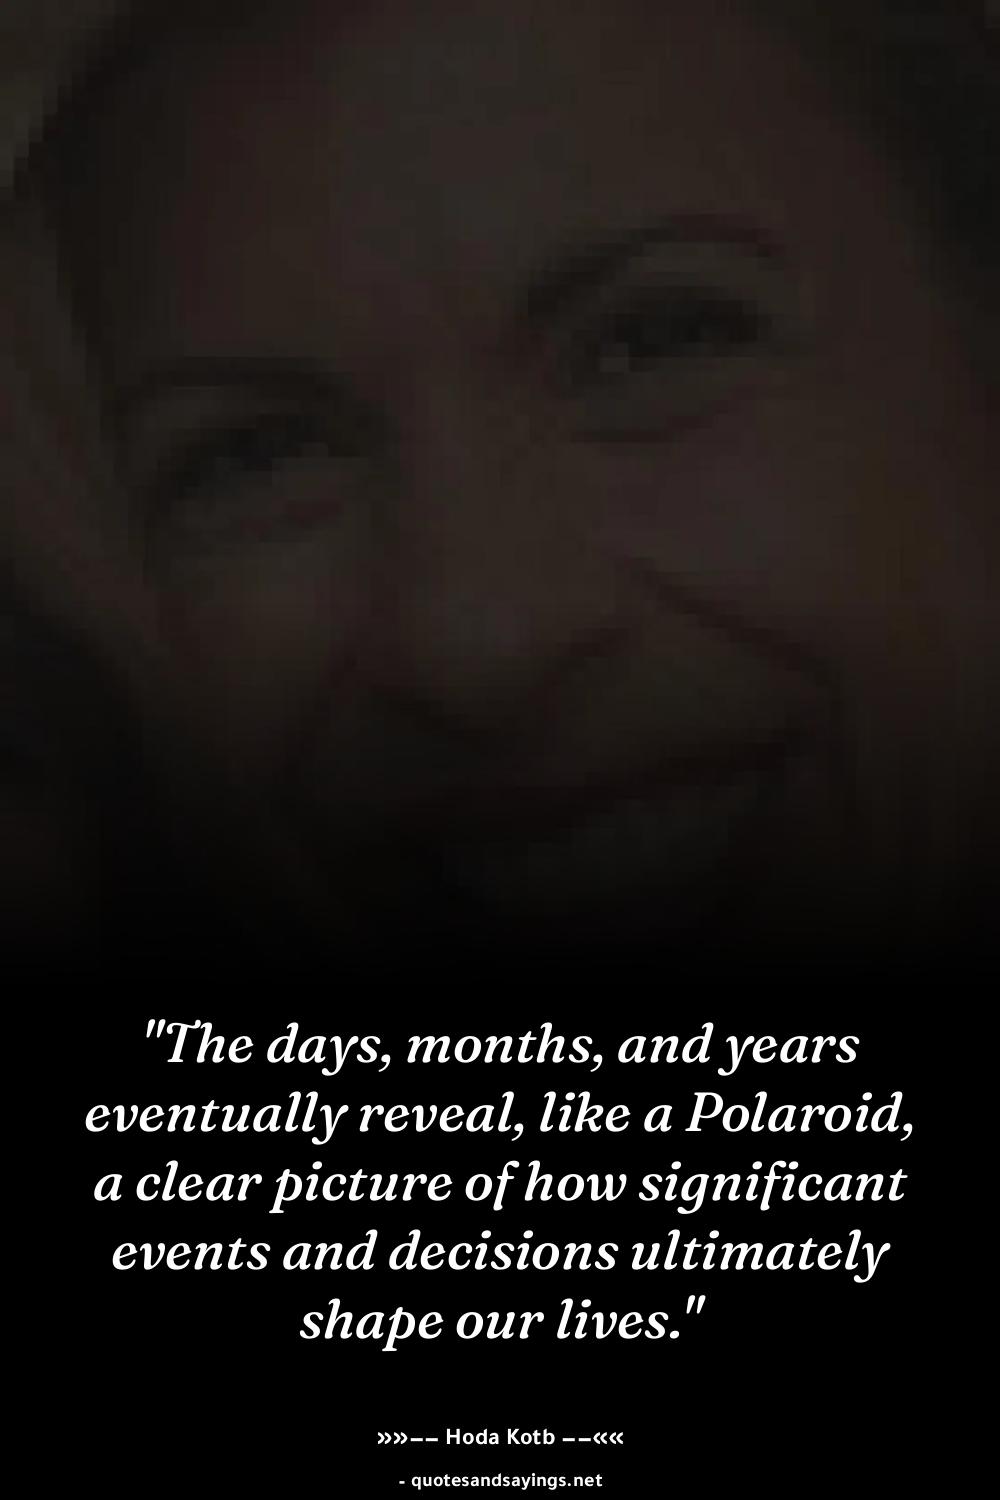 "The days, months, and years
eventually reveal, like a Polaroid,
a clear picture of how significant
events and decisions ultimately
shape our lives."
»»–– Hoda Kotb ––««
- quotesandsayings.net